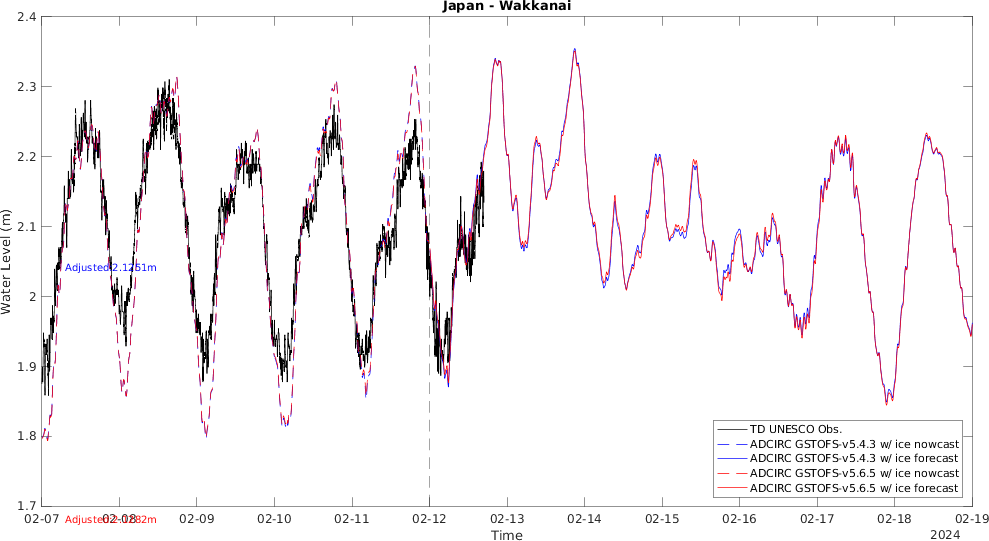 Japan - Wakkanai
2.4
2.3
2.2
2.1
2
1.9
1.8
1.7
Water Level (m)
Adjusted 2.1251m
TD UNESCO Obs.
ADCIRC GSTOFS-v5.4.3 w/ ice nowcast
ADCIRC GSTOFS-v5.4.3 w/ ice forecast
ADCIRC GSTOFS-v5.6.5 w/ ice nowcast
ADCIRC GSTOFS-v5.6.5 w/ ice forecast
02-07 02-08 02-09 02-10 02-11 02-12 02-13 02-14 02-15 02-16 02-17 02-18 02-19
Time
2024